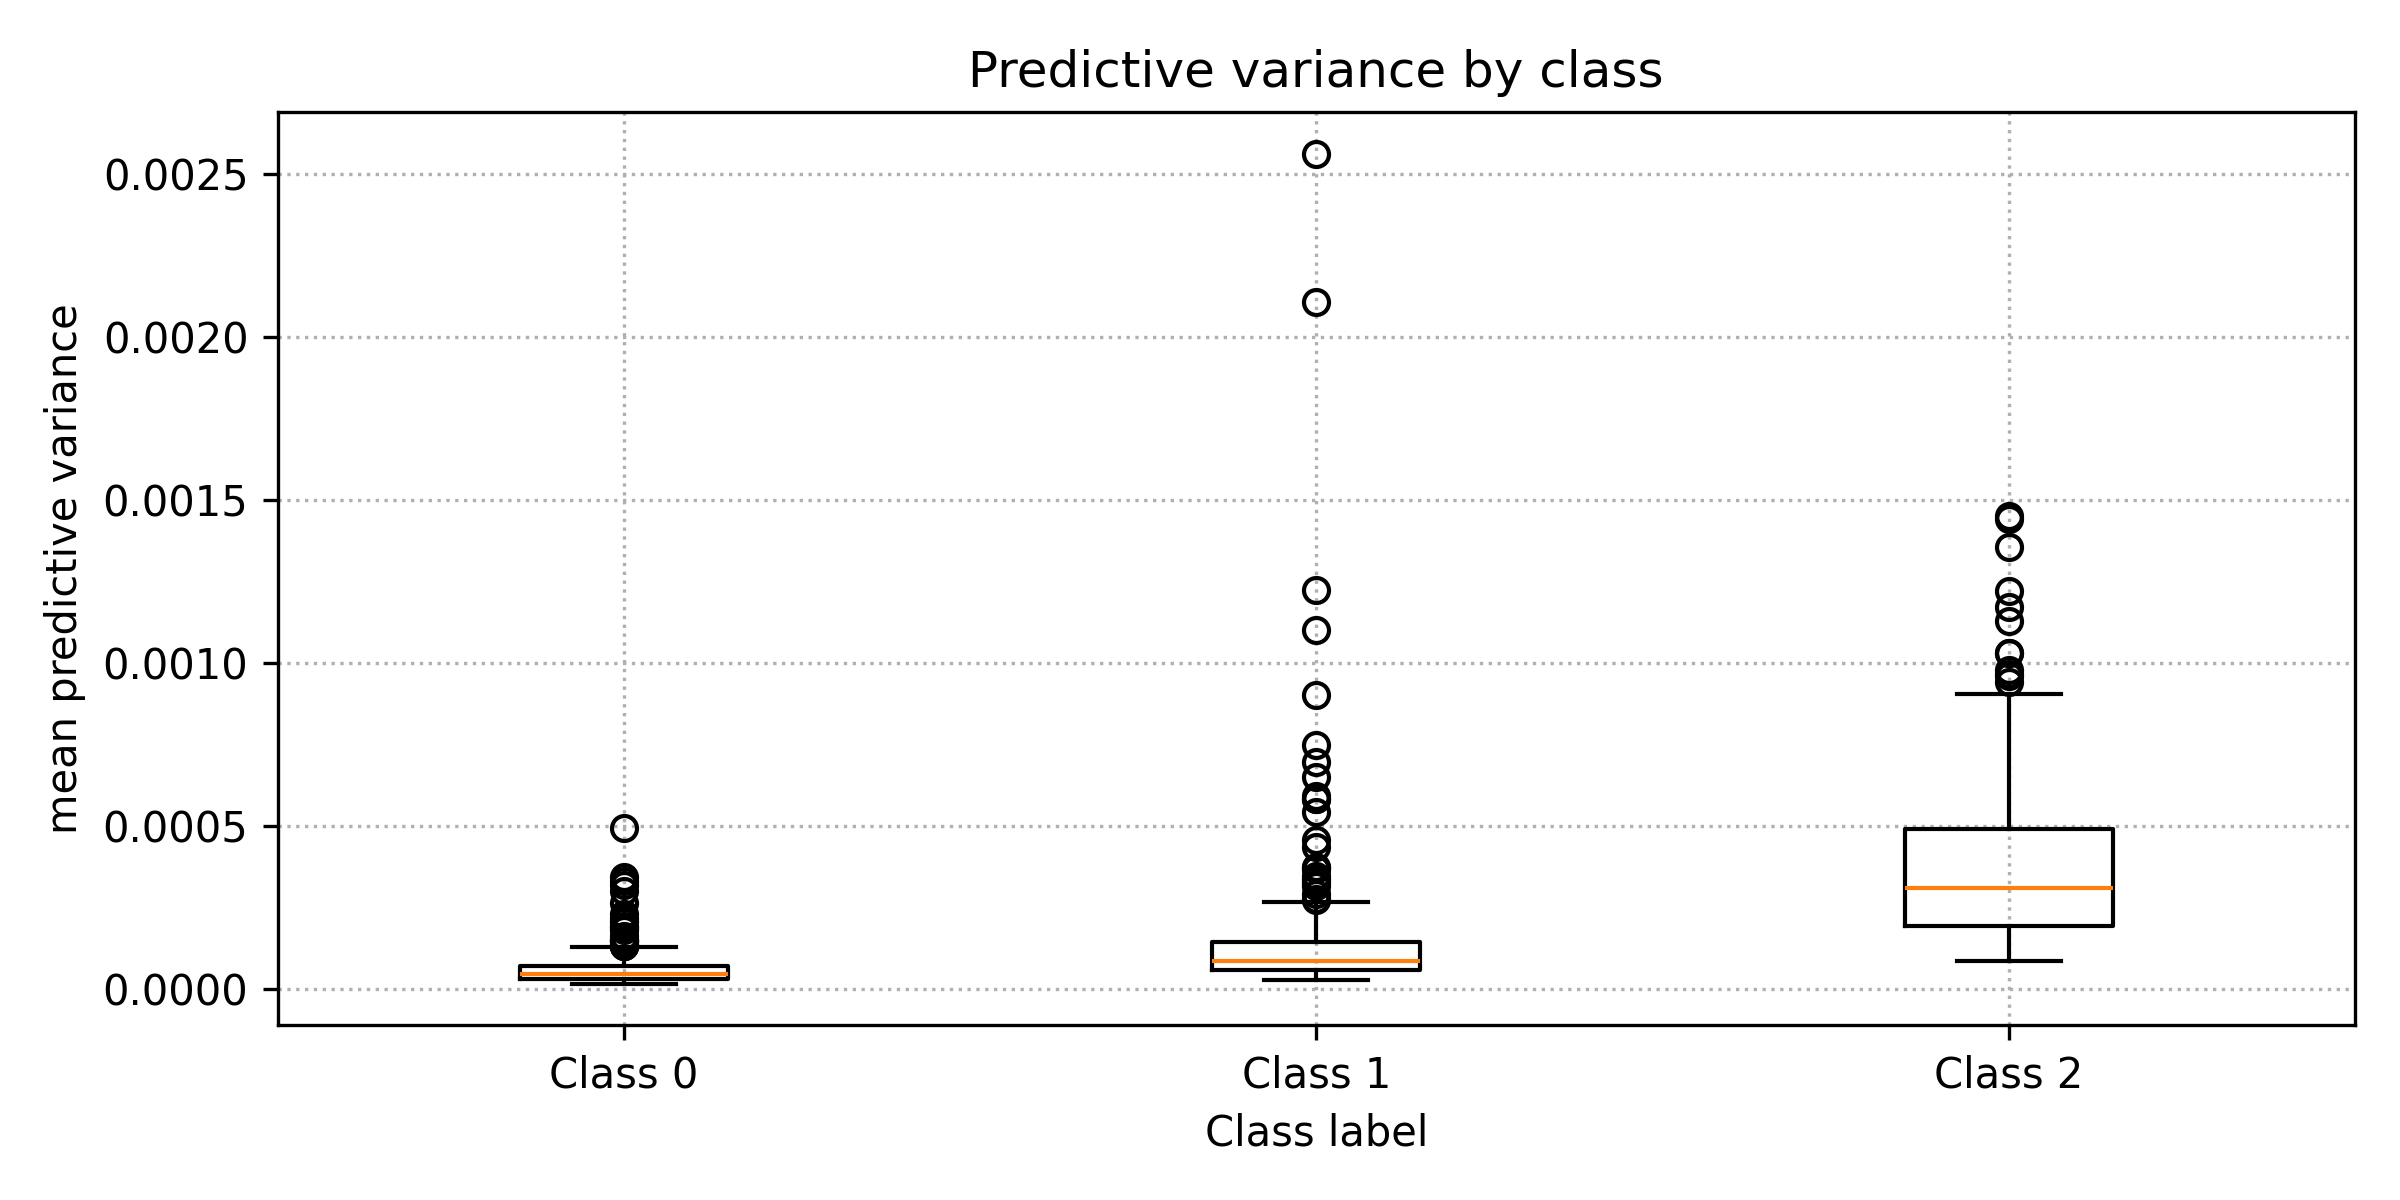 Predictive variance by class
mean predictive variance
0.0025
0.0020
0.0015
0.0010
0.0005
0.0000
Class 0 Class 1 Class 2
Class label